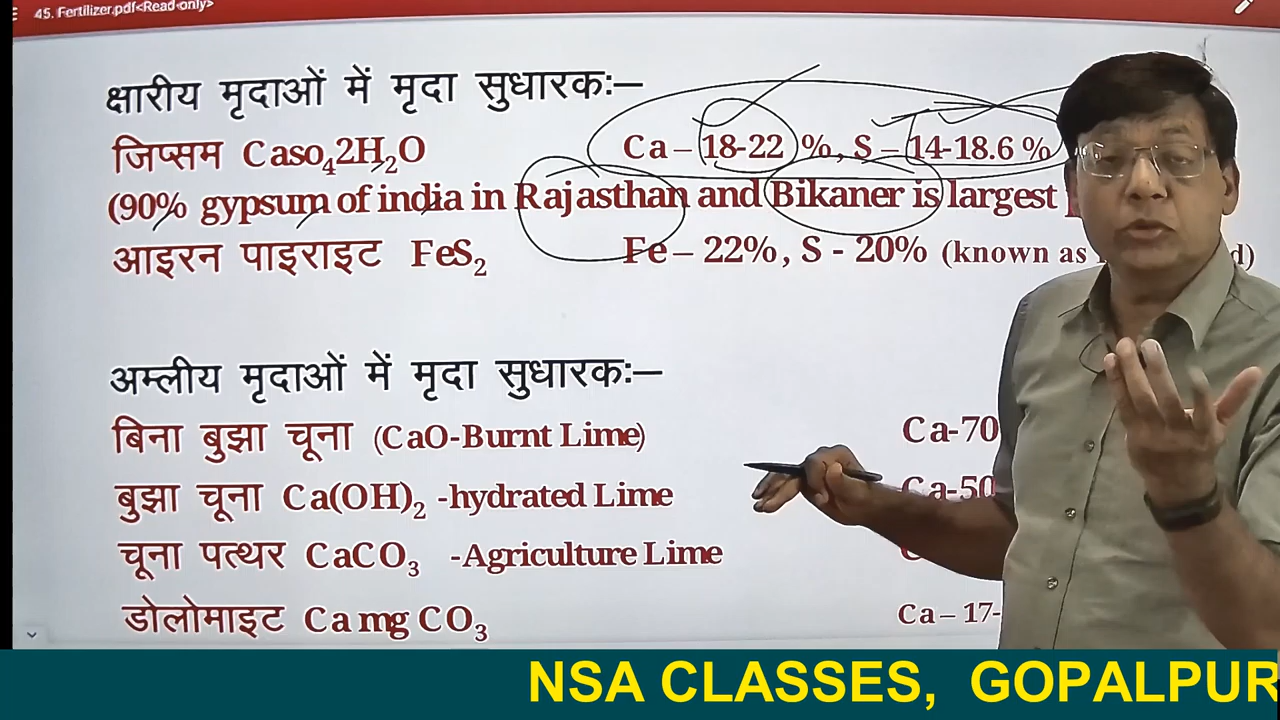 45. Fertilizer.pdf<Read only>
क्षारीय मृदाओं में मृदा सुधारकः–
जिप्सम Caso₄2H₂O Ca – 18-22 %, S – 14-18.6 %
(90% gypsum of india in Rajasthan and Bikaner is largest
आइरन पाइराइट FeS₂ Fe – 22%, S - 20% (known as
अम्लीय मृदाओं में मृदा सुधारकः–
बिना बुझा चूना (CaO-Burnt Lime) Ca-70
बुझा चूना Ca(OH)₂ -hydrated Lime Ca-50
चूना पत्थर CaCO₃ -Agriculture Lime
डोलोमाइट Ca mg CO₃ Ca – 17-
NSA CLASSES, GOPALPUR